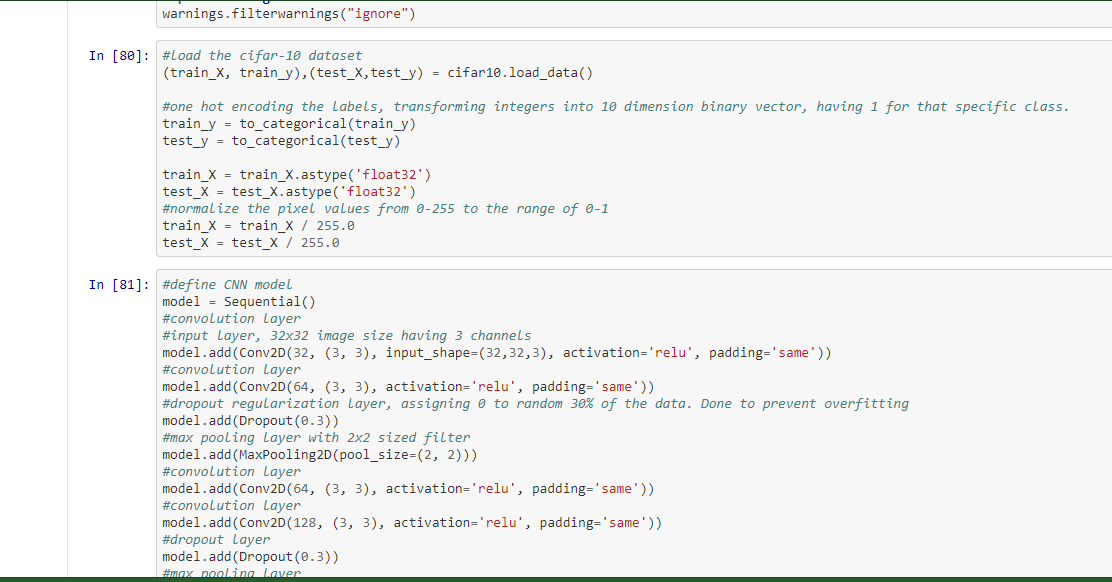 warnings.filterwarnings("ignore")
In [80]: #load the cifar-10 dataset
(train_X, train_y),(test_X,test_y) = cifar10.load_data()
#one hot encoding the labels, transforming integers into 10 dimension binary vector, having 1 for that specific class.
train_y = to_categorical(train_y)
test_y = to_categorical(test_y)
train_X = train_X.astype('float32')
test_X = test_X.astype('float32')
#normalize the pixel values from 0-255 to the range of 0-1
train_X = train_X / 255.0
test_X = test_X / 255.0
In [81]: #define CNN model
model = Sequential()
#convolution layer
#input layer, 32x32 image size having 3 channels
model.add(Conv2D(32, (3, 3), input_shape=(32,32,3), activation='relu', padding='same'))
#convolution layer
model.add(Conv2D(64, (3, 3), activation='relu', padding='same'))
#dropout regularization layer, assigning 0 to random 30% of the data. Done to prevent overfitting
model.add(Dropout(0.3))
#max pooling layer with 2x2 sized filter
model.add(MaxPooling2D(pool_size=(2, 2)))
#convolution layer
model.add(Conv2D(64, (3, 3), activation='relu', padding='same'))
#convolution layer
model.add(Conv2D(128, (3, 3), activation='relu', padding='same'))
#dropout layer
model.add(Dropout(0.3))
#max pooling layer